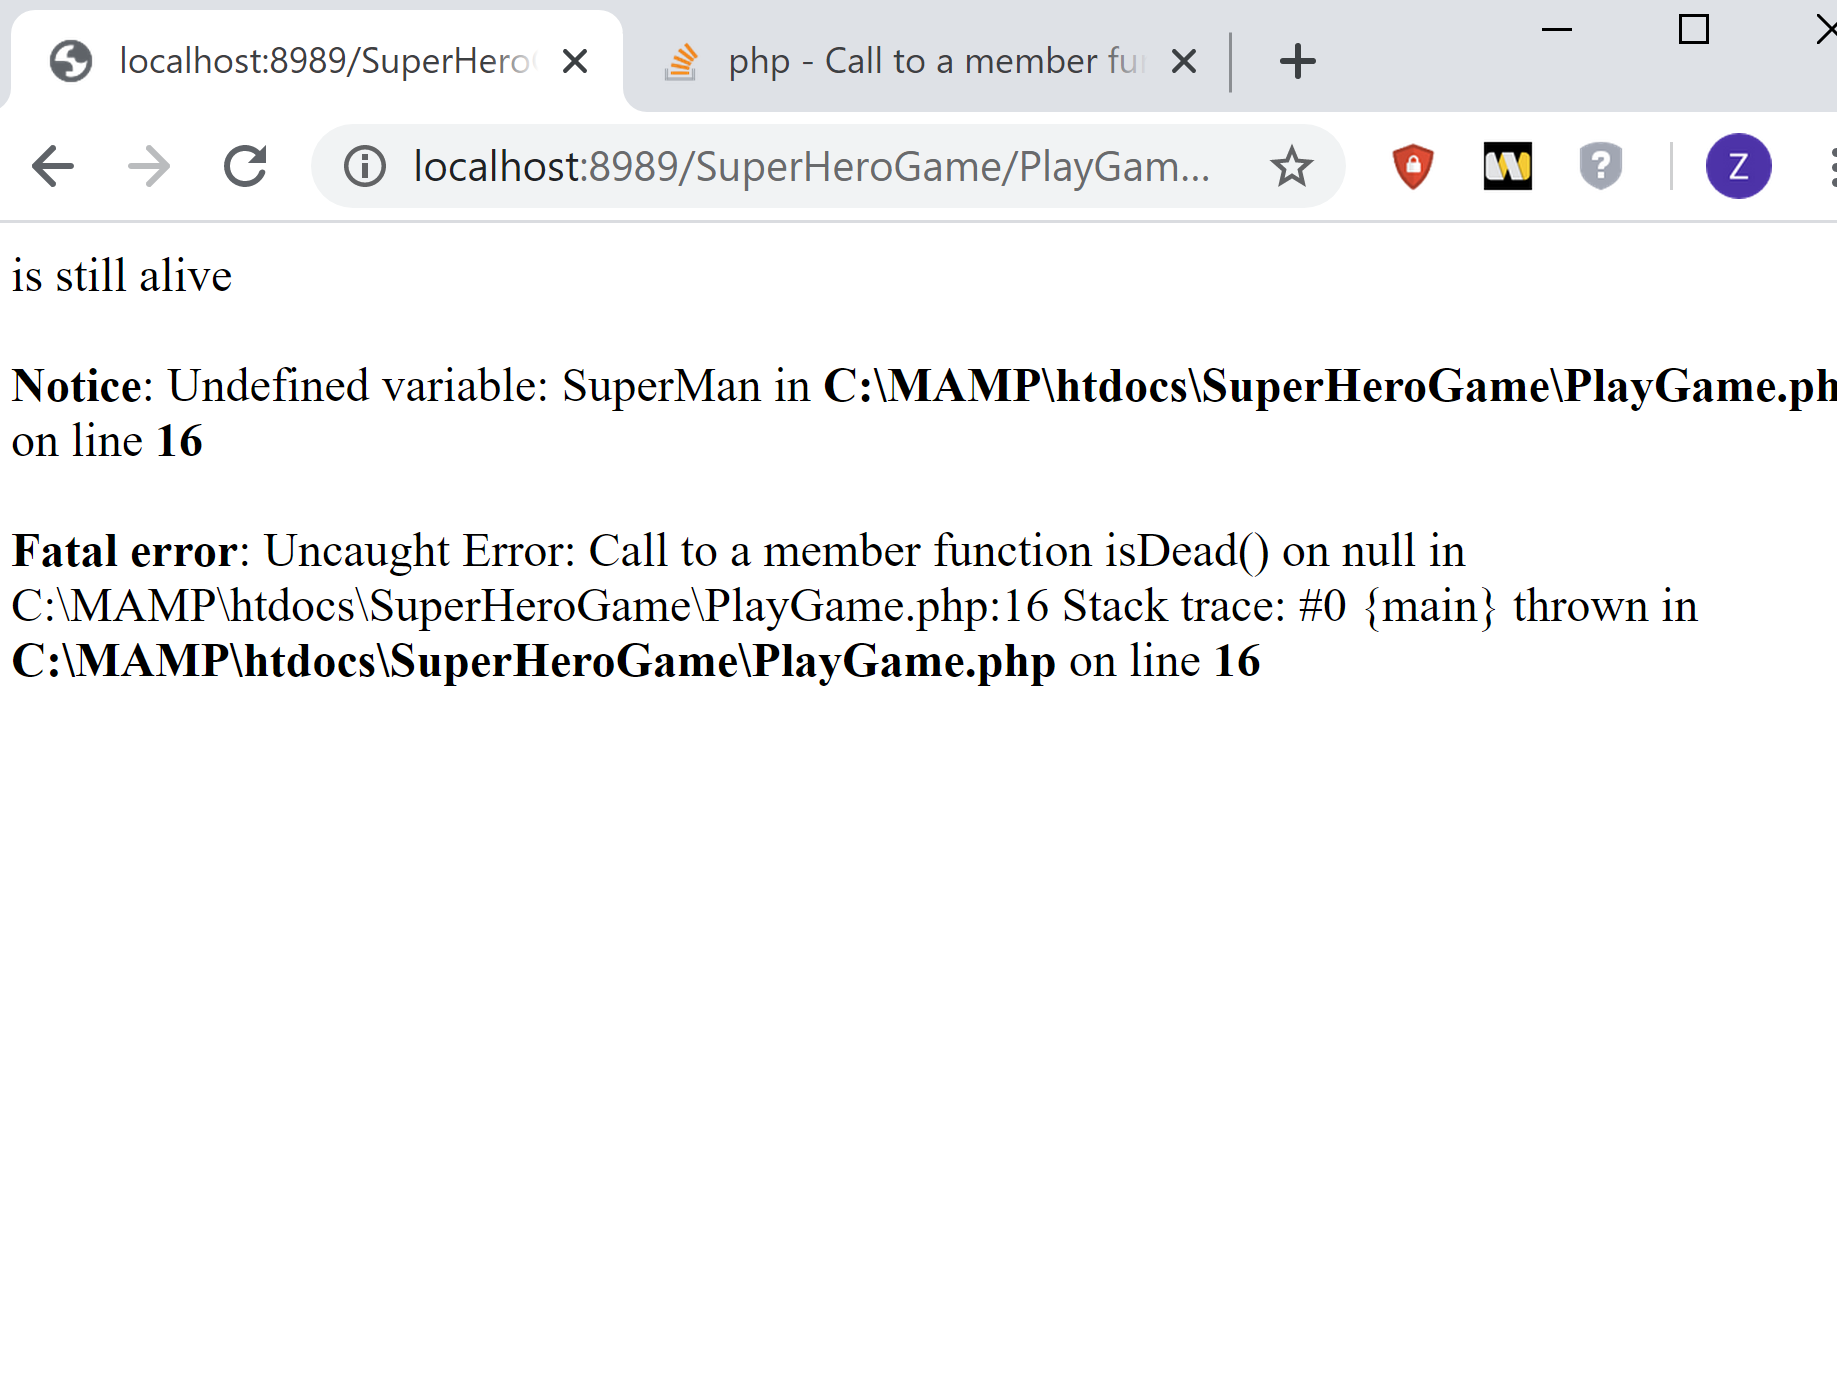 localhost:8989/SuperHero
php - Call to a member fu
localhost:8989/SuperHeroGame/PlayGam...
Z
is still alive
Notice: Undefined variable: SuperMan in C:\MAMP\htdocs\SuperHeroGame\PlayGame.ph
on line 16
Fatal error: Uncaught Error: Call to a member function isDead() on null in
C:\MAMP\htdocs\SuperHeroGame\PlayGame.php:16 Stack trace: #0 {main} thrown in
C:\MAMP\htdocs\SuperHeroGame\PlayGame.php on line 16